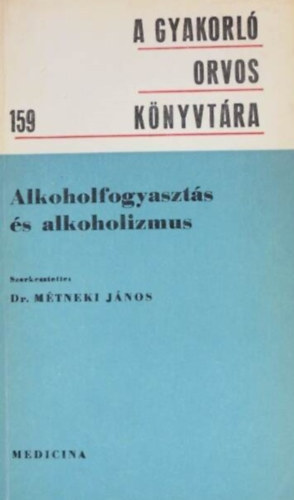 A GYAKORLÓ
ORVOS
159 KÖNYVTÁRA
Alkoholfogyasztás
és alkoholizmus
Szerkesztette:
Dr. MÉTNEKI JÁNOS
MEDICINA